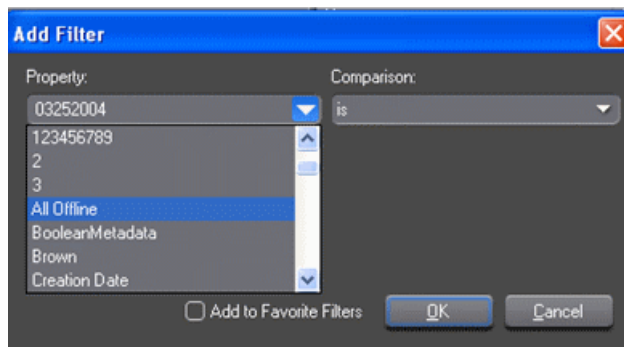 Add Filter
Property:
Comparison:
03252004
is
123456789
2
3
All Offline
BooleanMetadata
Brown
Creation Date
Add to Favorite Filters
OK
Cancel